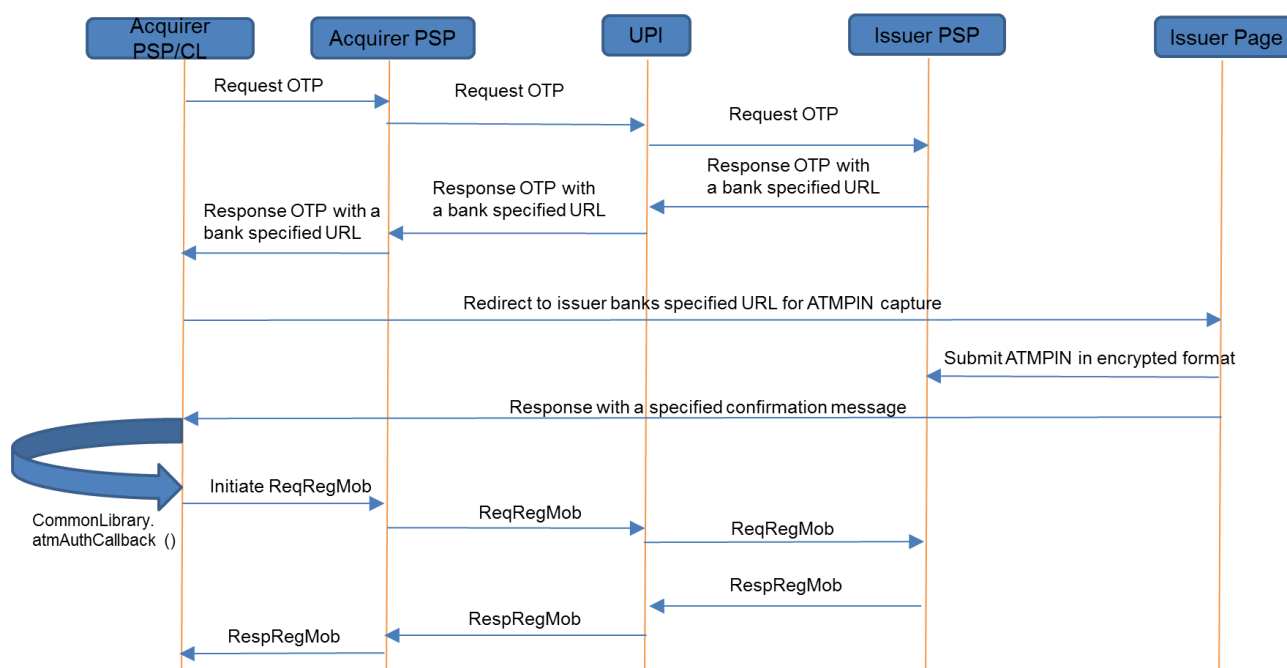 Acquirer
PSP/CL
Acquirer PSP
UPI
Issuer PSP
Issuer Page
Request OTP
Request OTP
Request OTP
Response OTP with
a bank specified URL
Response OTP with
a bank specified URL
Response OTP with a
bank specified URL
Redirect to issuer banks specified URL for ATMPIN capture
Submit ATMPIN in encrypted format
Response with a specified confirmation message
Initiate ReqRegMob
CommonLibrary.
atmAuthCallback ()
ReqRegMob
ReqRegMob
RespRegMob
RespRegMob
RespRegMob